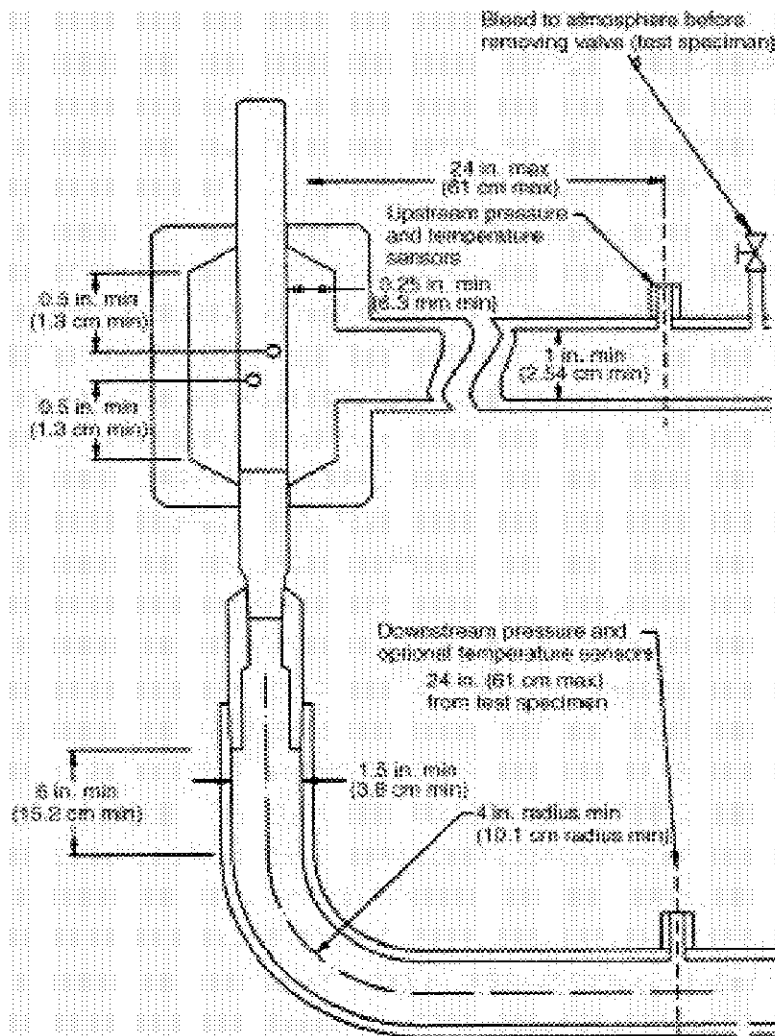 Bleed to atmosphere before
removing valve (test specimen)
24 in. max
(61 cm max)
Upstream pressure
and temperature
sensors
0.5 in. min
(1.3 cm min)
0.25 in. min
(6.3 mm min)
1 in. min
(2.54 cm min)
0.5 in. min
(1.3 cm min)
Downstream pressure and
optional temperature sensors
24 in. (61 cm max)
from test specimen
6 in. min
(15.2 cm min)
1.5 in. min
(3.8 cm min)
4 in. radius min
(10.1 cm radius min)